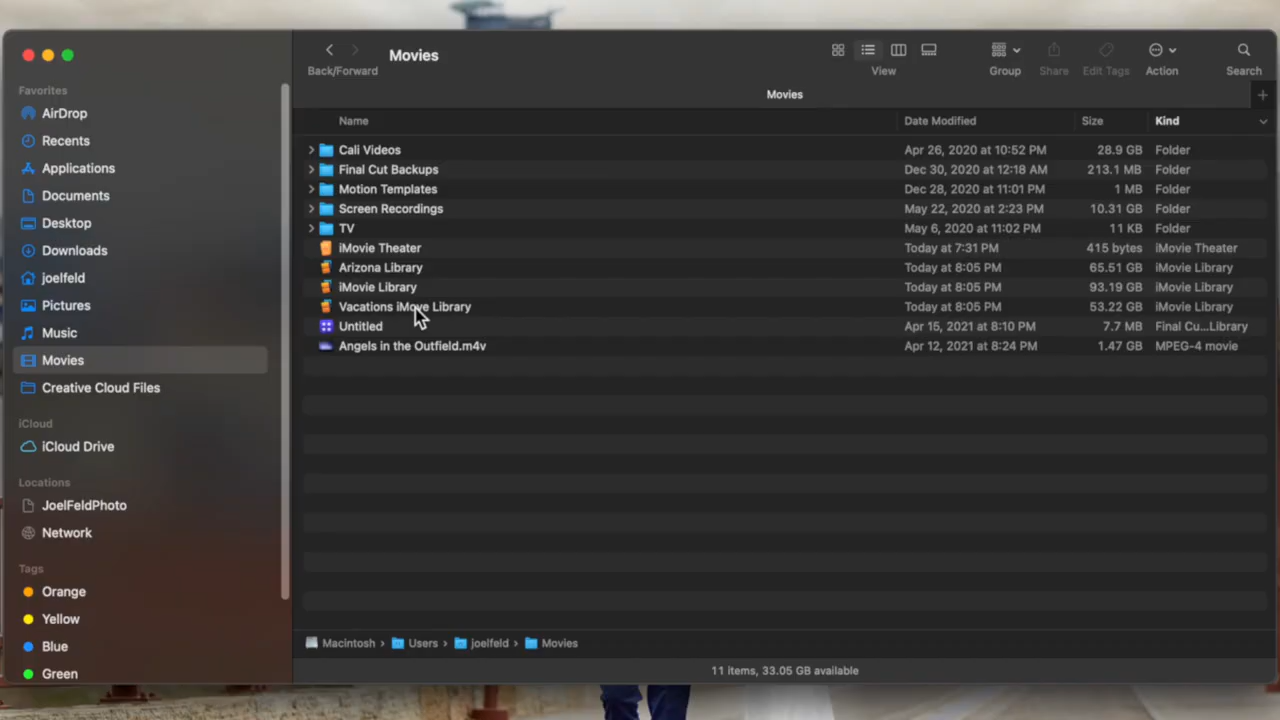 Movies
Back/Forward
View
Group
Share
Edit Tags
Action
Search
Movies
Favorites
AirDrop
Recents
Applications
Documents
Desktop
Downloads
joelfeld
Pictures
Music
Movies
Creative Cloud Files
iCloud
iCloud Drive
Locations
JoelFeldPhoto
Network
Tags
Orange
Yellow
Blue
Green
Name Date Modified Size Kind
Cali Videos Apr 26, 2020 at 10:52 PM 28.9 GB Folder
Final Cut Backups Dec 30, 2020 at 12:18 AM 213.1 MB Folder
Motion Templates Dec 28, 2020 at 11:01 PM 1 MB Folder
Screen Recordings May 22, 2020 at 2:23 PM 10.31 GB Folder
TV May 6, 2020 at 11:02 PM 11 KB Folder
iMovie Theater Today at 7:31 PM 415 bytes iMovie Theater
Arizona Library Today at 8:05 PM 65.51 GB iMovie Library
iMovie Library Today at 8:05 PM 93.19 GB iMovie Library
Vacations iMovie Library Today at 8:05 PM 53.22 GB iMovie Library
Untitled Apr 15, 2021 at 8:10 PM 7.7 MB Final Cu...Library
Angels in the Outfield.m4v Apr 12, 2021 at 8:24 PM 1.47 GB MPEG-4 movie
Macintosh › Users › joelfeld › Movies
11 items, 33.05 GB available